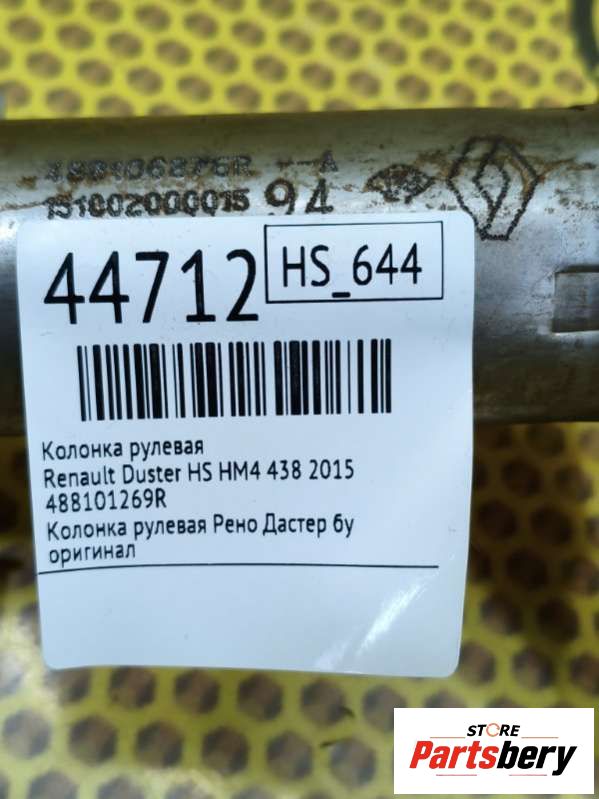 488106876R --A
151002000015 94
44712
HS_644
Колонка рулевая
Renault Duster HS HM4 438 2015
488101269R
Колонка рулевая Рено Дастер бу
оригинал
STORE
Partsbery